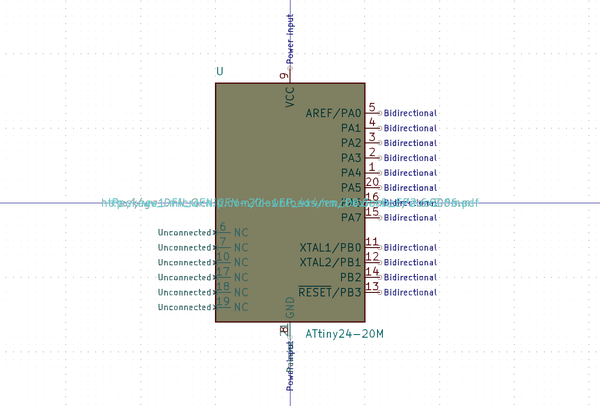 Power Input
U
9
VCC
AREF/PA0 5 Bidirectional
PA1 4 Bidirectional
PA2 3 Bidirectional
PA3 2 Bidirectional
PA4 1 Bidirectional
PA5 20 Bidirectional
16
PA7 15 Bidirectional
Unconnected 6 NC
Unconnected 7 NC
XTAL1/PB0 11 Bidirectional
Unconnected 10 NC
XTAL2/PB1 12 Bidirectional
Unconnected 17 NC
PB2 14 Bidirectional
Unconnected 18 NC
RESET/PB3 13 Bidirectional
Unconnected 19 NC
GND
ATtiny24-20M